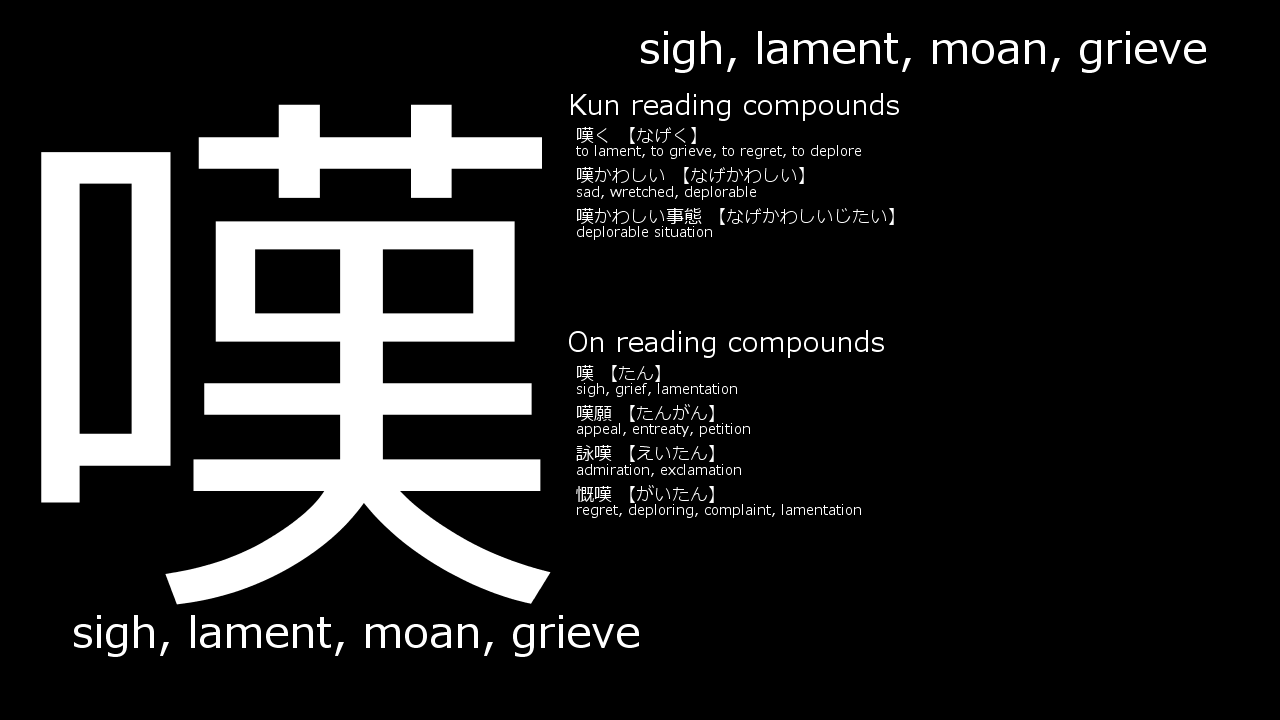 sigh, lament, moan, grieve
嘆
Kun reading compounds
嘆く 【なげく】
to lament, to grieve, to regret, to deplore
嘆かわしい 【なげかわしい】
sad, wretched, deplorable
嘆かわしい事態 【なげかわしいじたい】
deplorable situation
On reading compounds
嘆 【たん】
sigh, grief, lamentation
嘆願 【たんがん】
appeal, entreaty, petition
詠嘆 【えいたん】
admiration, exclamation
慨嘆 【がいたん】
regret, deploring, complaint, lamentation
sigh, lament, moan, grieve